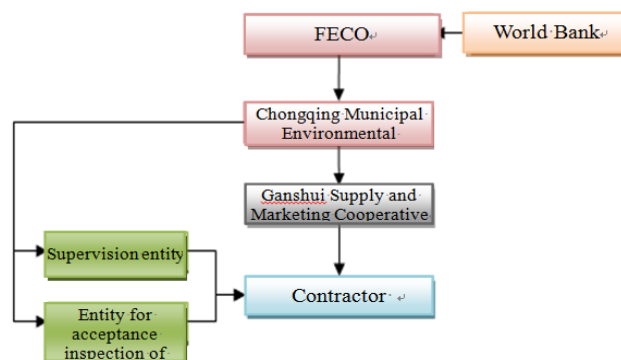 FECO
World Bank
Chongqing Municipal
Environmental
Ganshui Supply and
Marketing Cooperative
Supervision entity
Contractor
Entity for
acceptance
inspection of